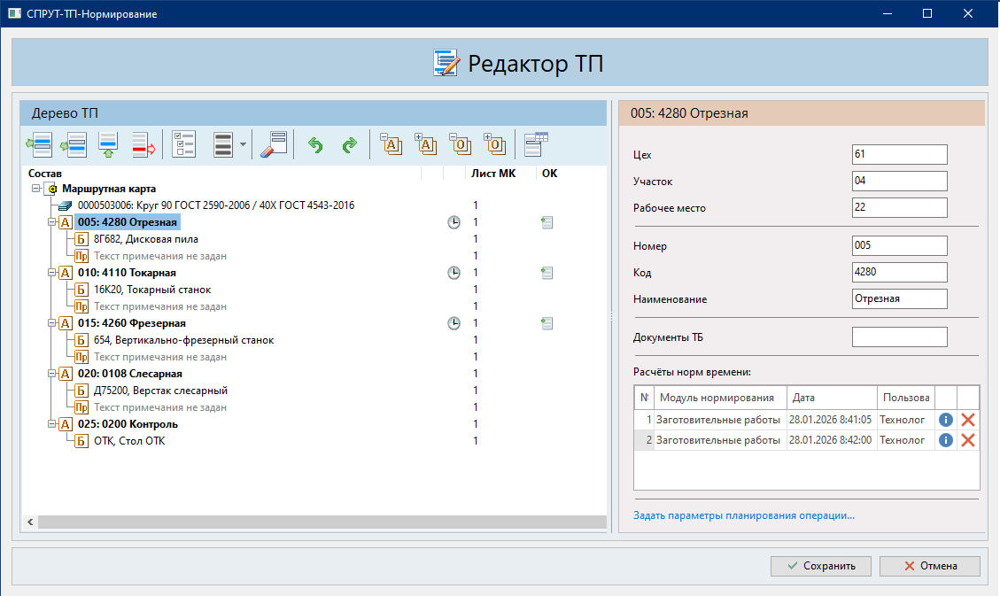 СПРУТ-ТП-Нормирование
Редактор ТП
Дерево ТП
Состав Лист МК ОК
Маршрутная карта
0000503006: Круг 90 ГОСТ 2590-2006 / 40Х ГОСТ 4543-2016 1
А 005: 4280 Отрезная 1
Б 8Г682, Дисковая пила 1
Пр Текст примечания не задан 1
А 010: 4110 Токарная 1
Б 16К20, Токарный станок 1
Пр Текст примечания не задан 1
А 015: 4260 Фрезерная 1
Б 654, Вертикально-фрезерный станок 1
Пр Текст примечания не задан 1
А 020: 0108 Слесарная 1
Б Д75200, Верстак слесарный 1
Пр Текст примечания не задан 1
А 025: 0200 Контроль 1
Б ОТК, Стол ОТК 1
005: 4280 Отрезная
Цех 61
Участок 04
Рабочее место 22
Номер 005
Код 4280
Наименование Отрезная
Документы ТБ
Расчёты норм времени:
№ Модуль нормирования Дата Пользова
1 Заготовительные работы 28.01.2026 8:41:05 Технолог
2 Заготовительные работы 28.01.2026 8:42:00 Технолог
Задать параметры планирования операции...
Сохранить Отмена